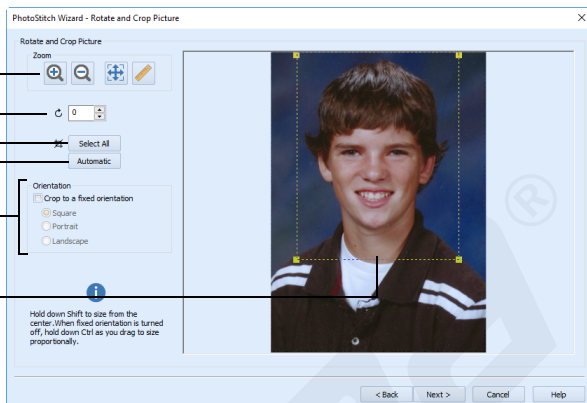 PhotoStitch Wizard - Rotate and Crop Picture
Rotate and Crop Picture
Zoom
0
Select All
Automatic
Orientation
Crop to a fixed orientation
Square
Portrait
Landscape
Hold down Shift to size from the
center.When fixed orientation is turned
off, hold down Ctrl as you drag to size
proportionally.
< Back Next > Cancel Help